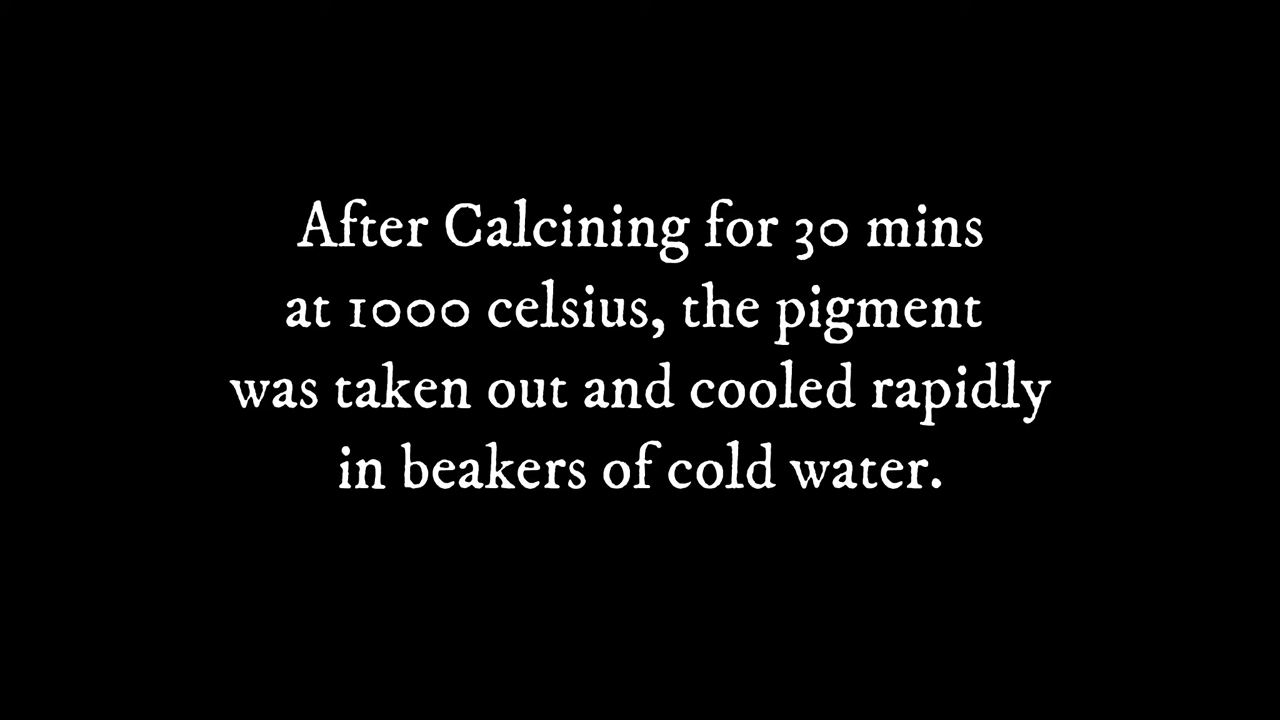 After Calcining for 30 mins
at 1000 celsius, the pigment
was taken out and cooled rapidly
in beakers of cold water.